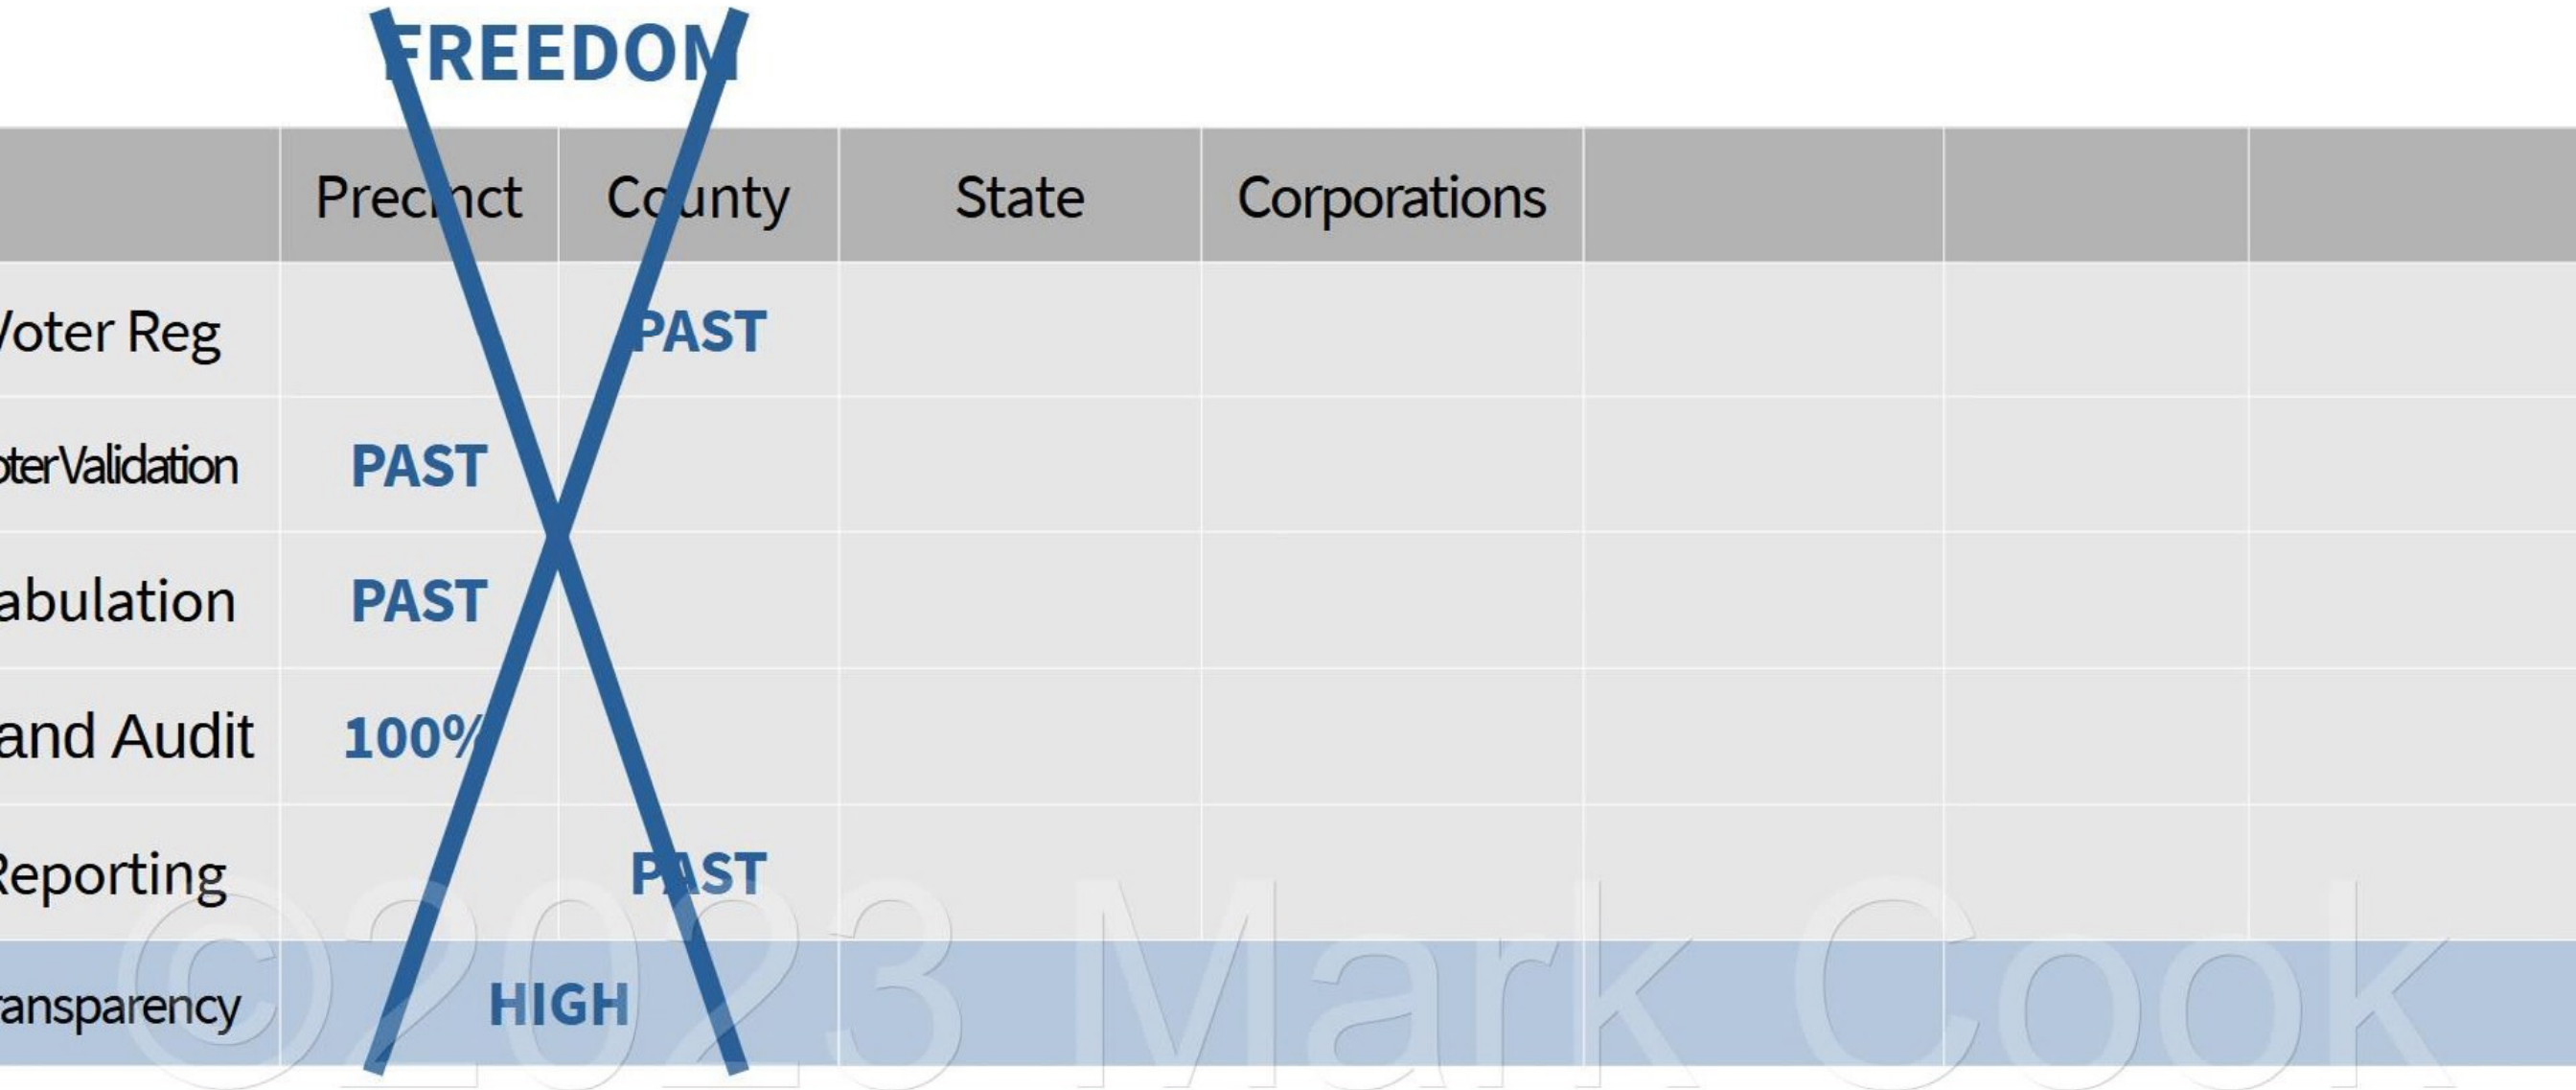 FREEDOM
Precinct County State Corporations
Voter Reg PAST
oterValidation PAST
abulation PAST
and Audit 100%
Reporting PAST
ransparency HIGH
©2023 Mark Cook